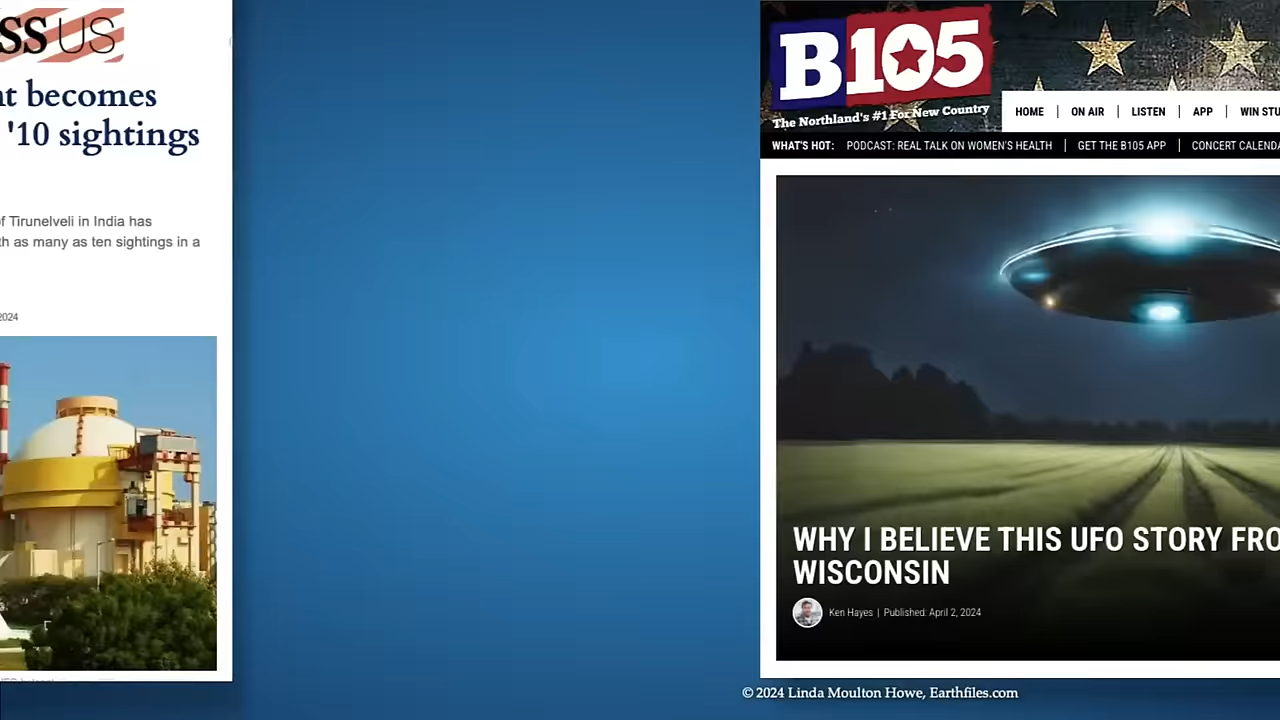 SS US
nt becomes
'10 sightings
of Tirunelveli in India has
th as many as ten sightings in a
2024
B105
The Northland's #1 For New Country
HOME | ON AIR | LISTEN | APP | WIN STU
WHAT'S HOT: PODCAST: REAL TALK ON WOMEN'S HEALTH | GET THE B105 APP | CONCERT CALENDA
WHY I BELIEVE THIS UFO STORY FRO
WISCONSIN
Ken Hayes | Published: April 2, 2024
© 2024 Linda Moulton Howe, Earthfiles.com